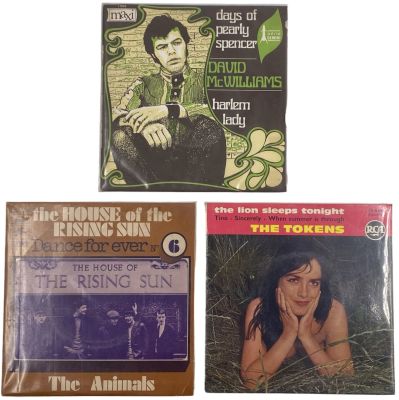 maxi
days of
pearly
spencer
DAVID
McWILLIAMS
harlem
lady
the HOUSE of the
RISING SUN
Dance for ever N°
6
THE HOUSE OF
THE RISING SUN
The Animals
the lion sleeps tonight
Tina - Sincerely - When summer is through
THE TOKENS
RCA